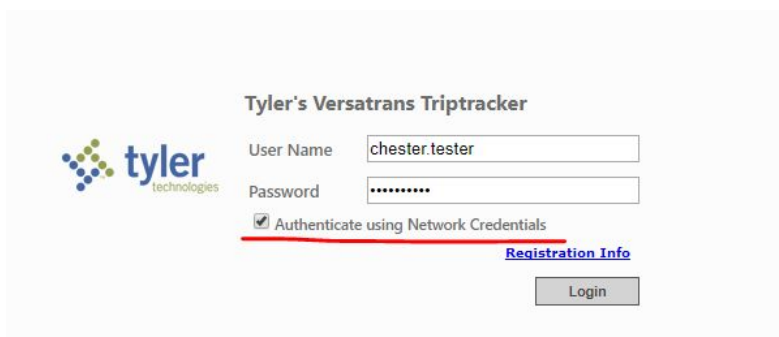 Tyler's Versatrans Triptracker
tyler
technologies
User Name
chester.tester
Password
••••••••••
Authenticate using Network Credentials
Registration Info
Login